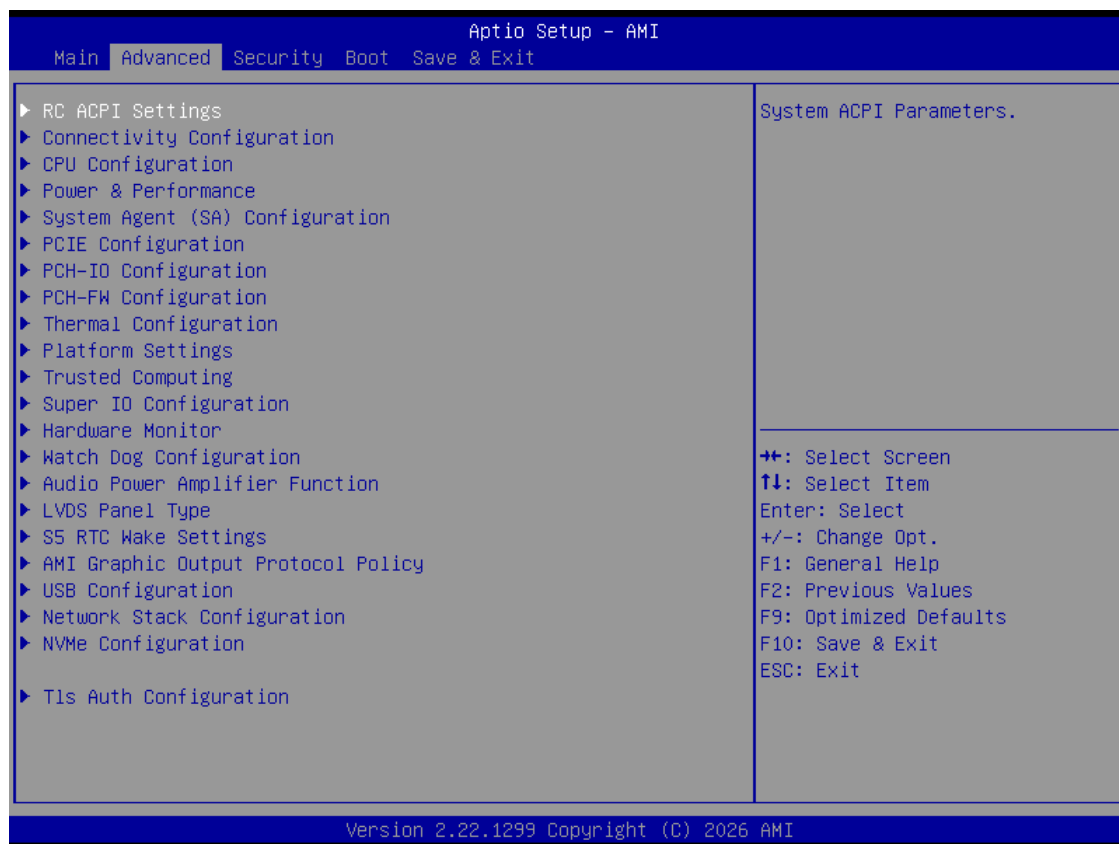 Aptio Setup – AMI
Main Advanced Security Boot Save & Exit
▶ RC ACPI Settings
▶ Connectivity Configuration
▶ CPU Configuration
▶ Power & Performance
▶ System Agent (SA) Configuration
▶ PCIE Configuration
▶ PCH-IO Configuration
▶ PCH-FW Configuration
▶ Thermal Configuration
▶ Platform Settings
▶ Trusted Computing
▶ Super IO Configuration
▶ Hardware Monitor
▶ Watch Dog Configuration
▶ Audio Power Amplifier Function
▶ LVDS Panel Type
▶ S5 RTC Wake Settings
▶ AMI Graphic Output Protocol Policy
▶ USB Configuration
▶ Network Stack Configuration
▶ NVMe Configuration
▶ Tls Auth Configuration
System ACPI Parameters.
→←: Select Screen
↑↓: Select Item
Enter: Select
+/-: Change Opt.
F1: General Help
F2: Previous Values
F9: Optimized Defaults
F10: Save & Exit
ESC: Exit
Version 2.22.1299 Copyright (C) 2026 AMI